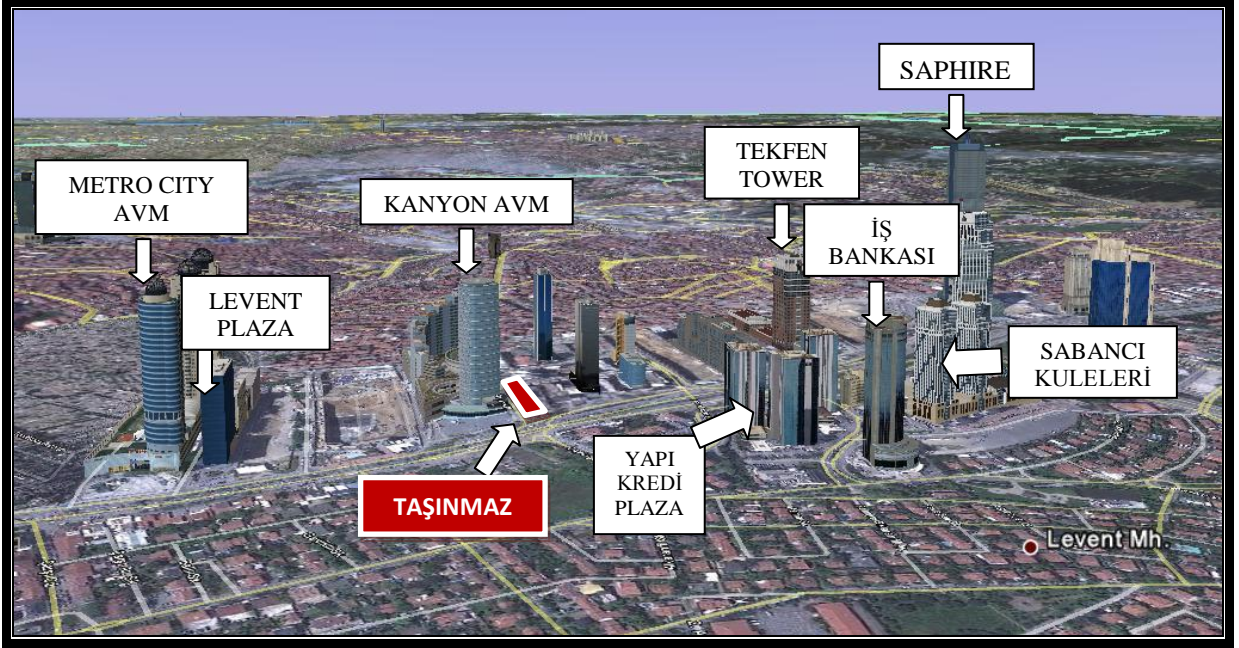 SAPHIRE
TEKFEN
TOWER
METRO CITY
AVM
KANYON AVM
İŞ
BANKASI
LEVENT
PLAZA
SABANCI
KULELERİ
YAPI
KREDİ
PLAZA
TAŞINMAZ
Levent Mh.